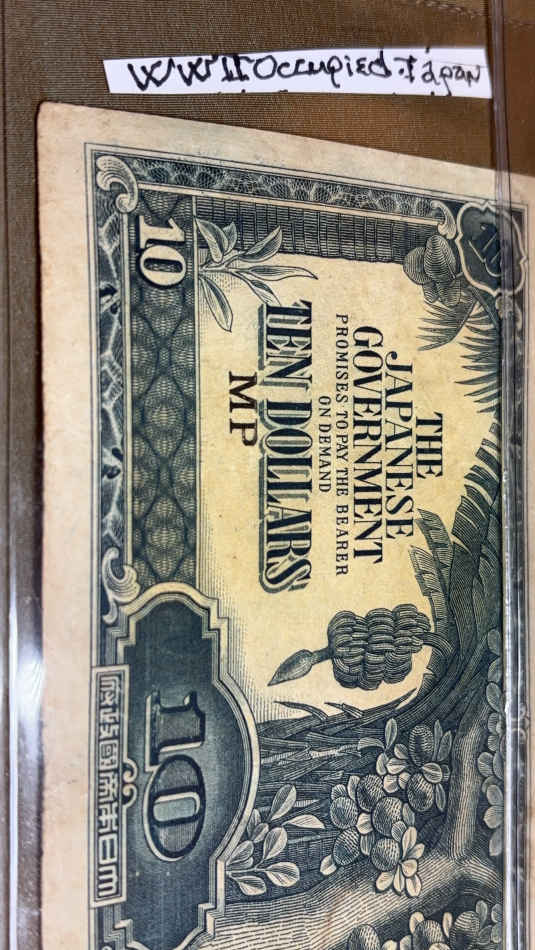 WWII Occupied Japan
10
10
THE
JAPANESE
GOVERNMENT
PROMISES TO PAY THE BEARER
ON DEMAND
TEN DOLLARS
MP
10
府政國帝本日大